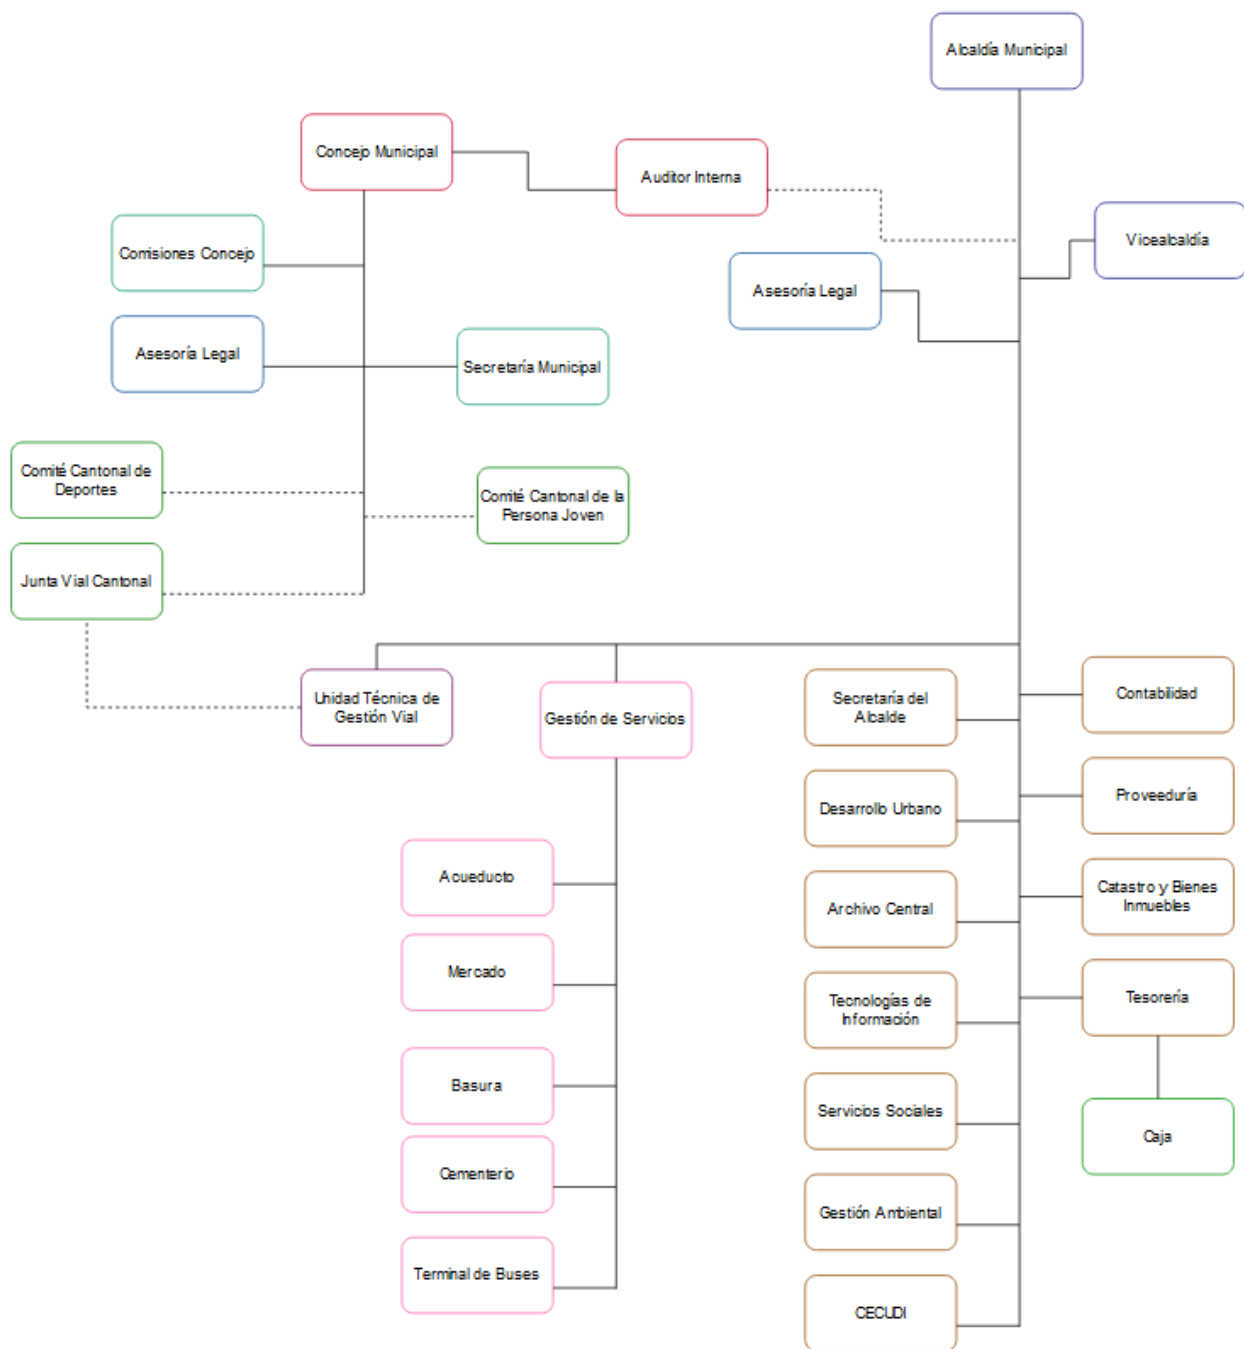 Alcaldía Municipal
Concejo Municipal
Auditor Interna
Vicealcaldía
Comisiones Concejo
Asesoría Legal
Asesoría Legal
Secretaría Municipal
Comité Cantonal de
Deportes
Comité Cantonal de la
Persona Joven
Junta Vial Cantonal
Unidad Técnica de
Gestión Vial
Gestión de Servicios
Secretaría del
Alcalde
Contabilidad
Desarrollo Urbano
Proveeduría
Acueducto
Archivo Central
Catastro y Bienes
Inmuebles
Mercado
Tecnologías de
Información
Tesorería
Basura
Servicios Sociales
Caja
Cementerio
Gestión Ambiental
Terminal de Buses
CECUDI